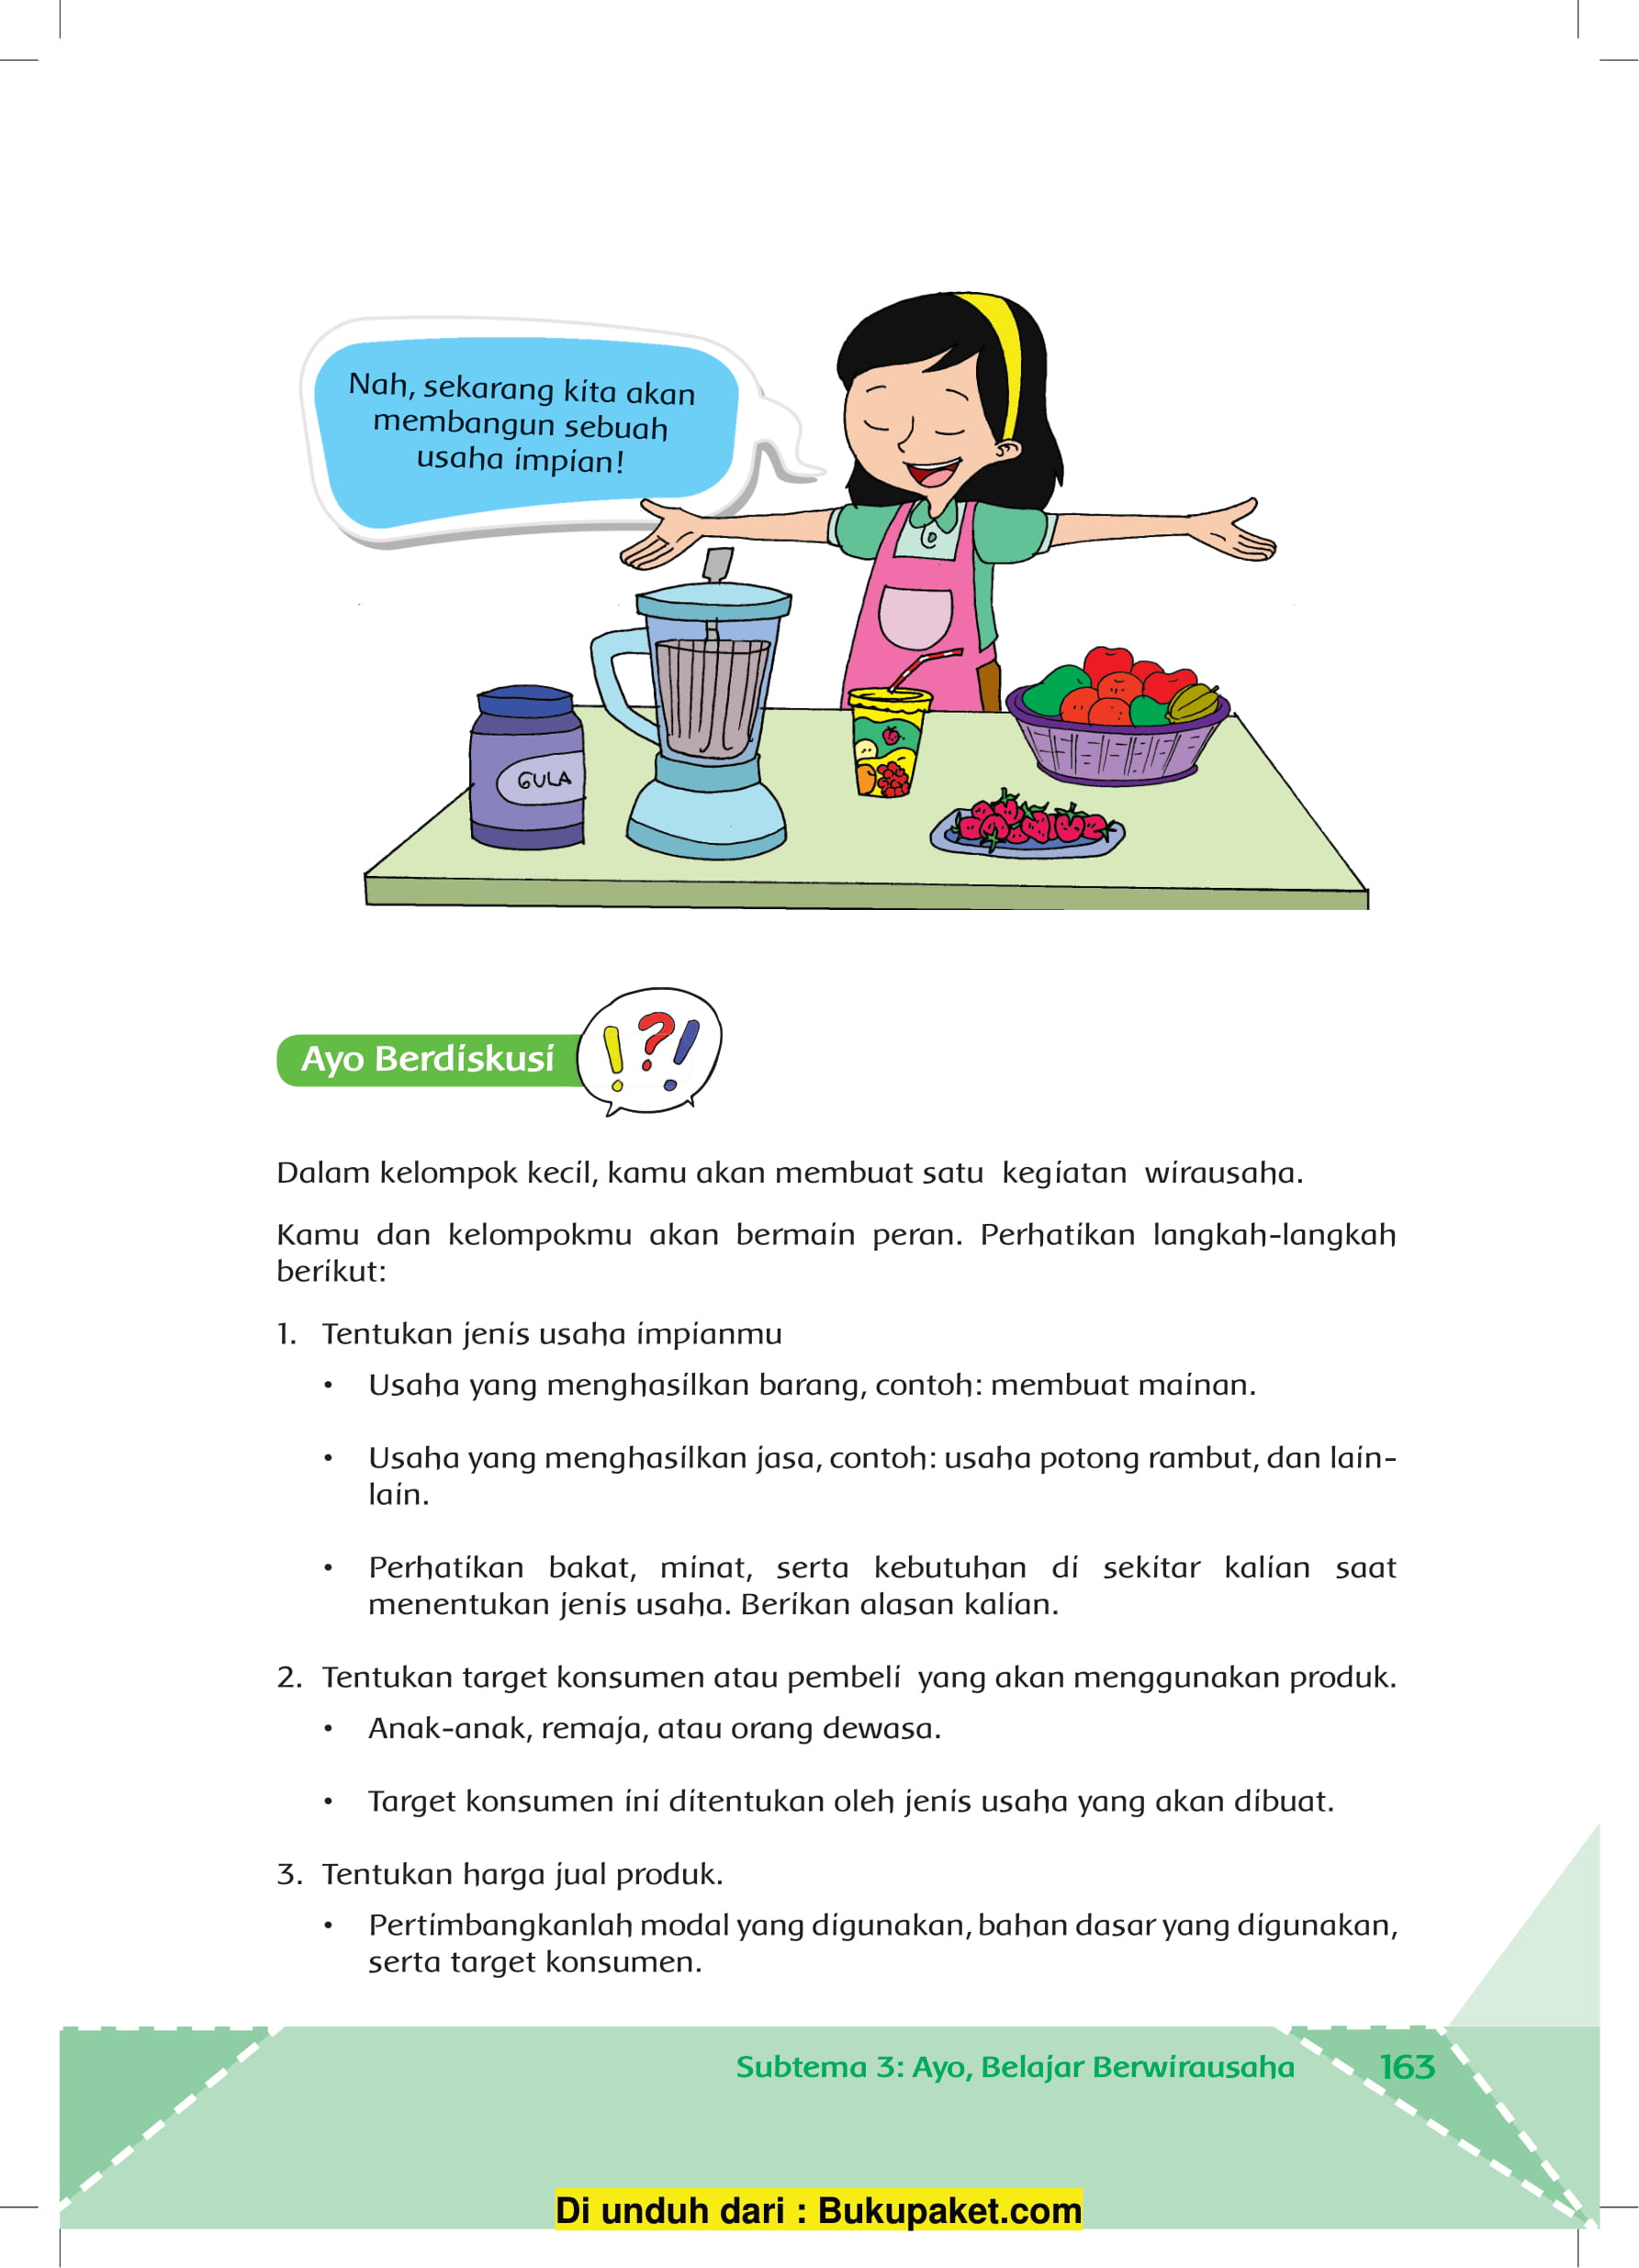 Nah, sekarang kita akan
membangun sebuah
usaha impian!
GULA
Ayo Berdiskusi
!?!
Dalam kelompok kecil, kamu akan membuat satu kegiatan wirausaha.
Kamu dan kelompokmu akan bermain peran. Perhatikan langkah-langkah
berikut:
1. Tentukan jenis usaha impianmu
• Usaha yang menghasilkan barang, contoh: membuat mainan.
• Usaha yang menghasilkan jasa, contoh: usaha potong rambut, dan lain-
lain.
• Perhatikan bakat, minat, serta kebutuhan di sekitar kalian saat
menentukan jenis usaha. Berikan alasan kalian.
2. Tentukan target konsumen atau pembeli yang akan menggunakan produk.
• Anak-anak, remaja, atau orang dewasa.
• Target konsumen ini ditentukan oleh jenis usaha yang akan dibuat.
3. Tentukan harga jual produk.
• Pertimbangkanlah modal yang digunakan, bahan dasar yang digunakan,
serta target konsumen.
Subtema 3: Ayo, Belajar Berwirausaha 163
Di unduh dari : Bukupaket.com